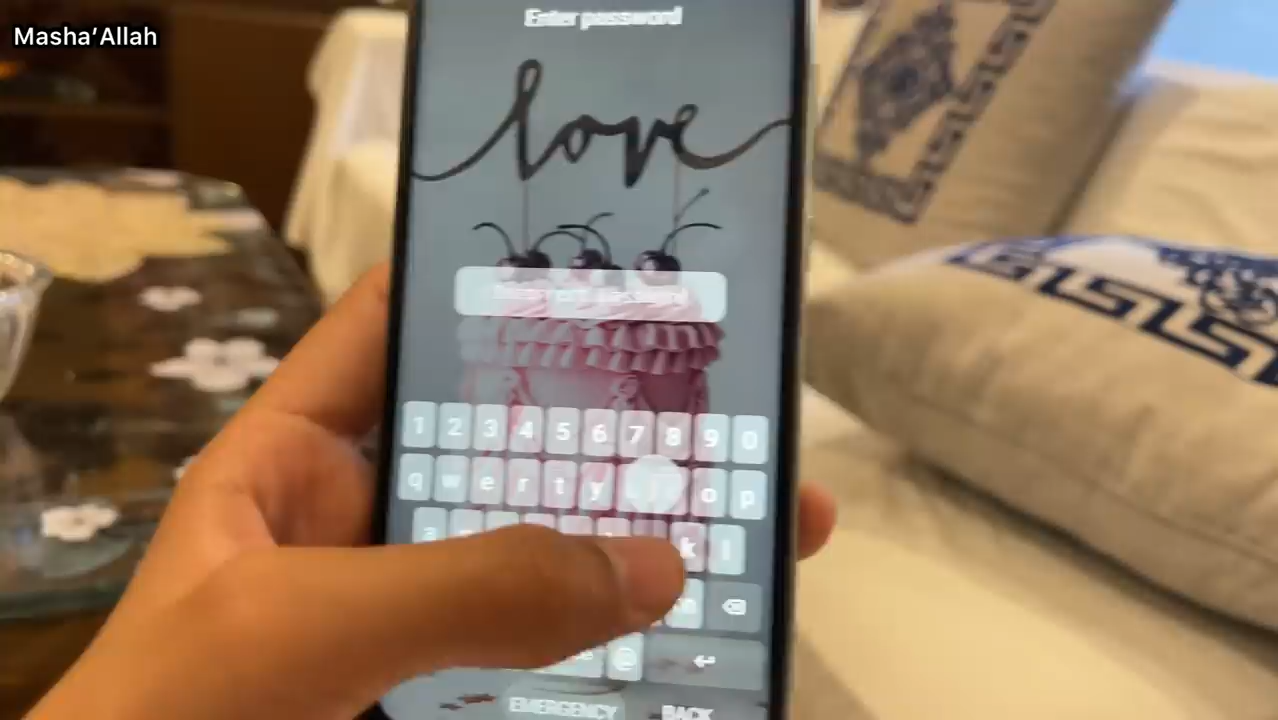 Masha’Allah
Enter password
love
1 2 3 4 5 6 7 8 9 0
q w e r t y o p
k l
EMERGENCY BACK